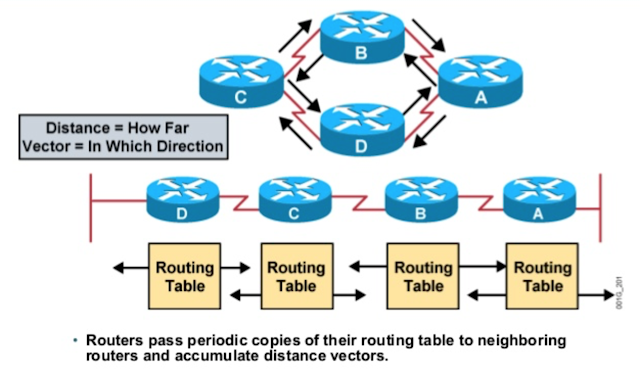 B
C
A
D
Distance = How Far
Vector = In Which Direction
D
C
B
A
Routing
Table
Routing
Table
Routing
Table
Routing
Table
001G_201
• Routers pass periodic copies of their routing table to neighboring
routers and accumulate distance vectors.